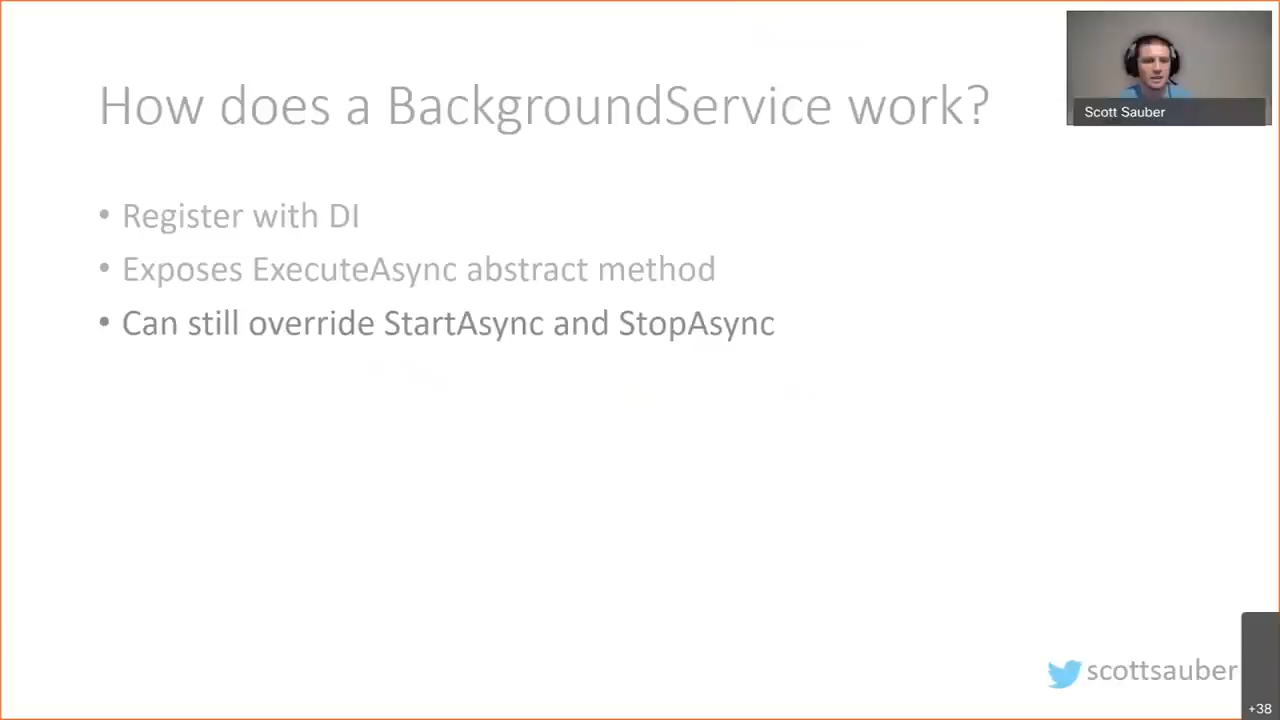 How does a BackgroundService work?
Scott Sauber
• Register with DI
• Exposes ExecuteAsync abstract method
• Can still override StartAsync and StopAsync
scottsauber
+38